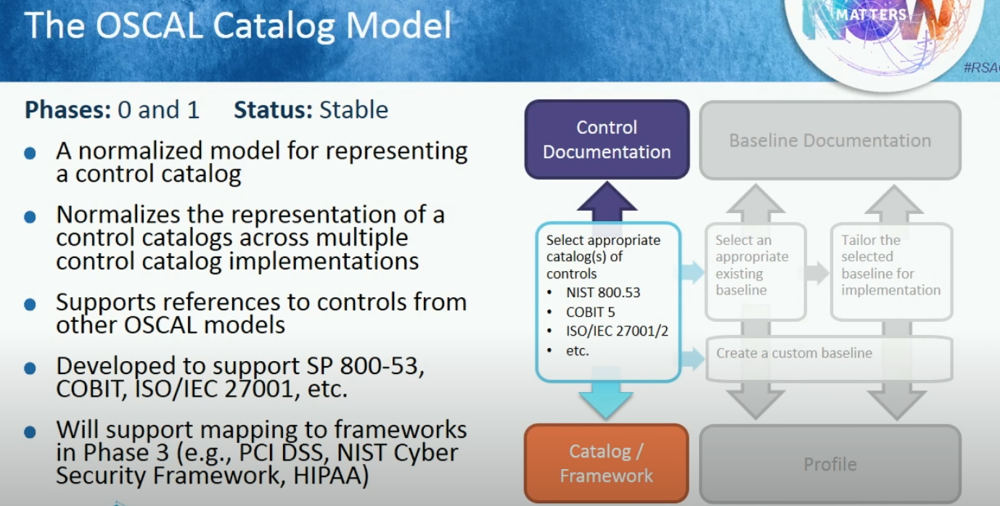 The OSCAL Catalog Model
MATTERS
#RSA
Phases: 0 and 1 Status: Stable
• A normalized model for representing
a control catalog
• Normalizes the representation of a
control catalogs across multiple
control catalog implementations
• Supports references to controls from
other OSCAL models
• Developed to support SP 800-53,
COBIT, ISO/IEC 27001, etc.
• Will support mapping to frameworks
in Phase 3 (e.g., PCI DSS, NIST Cyber
Security Framework, HIPAA)
Control
Documentation
Baseline Documentation
Select appropriate
catalog(s) of
controls
• NIST 800.53
• COBIT 5
• ISO/IEC 27001/2
• etc.
Select an
appropriate
existing
baseline
Tailor the
selected
baseline for
implementation
Create a custom baseline
Catalog /
Framework
Profile